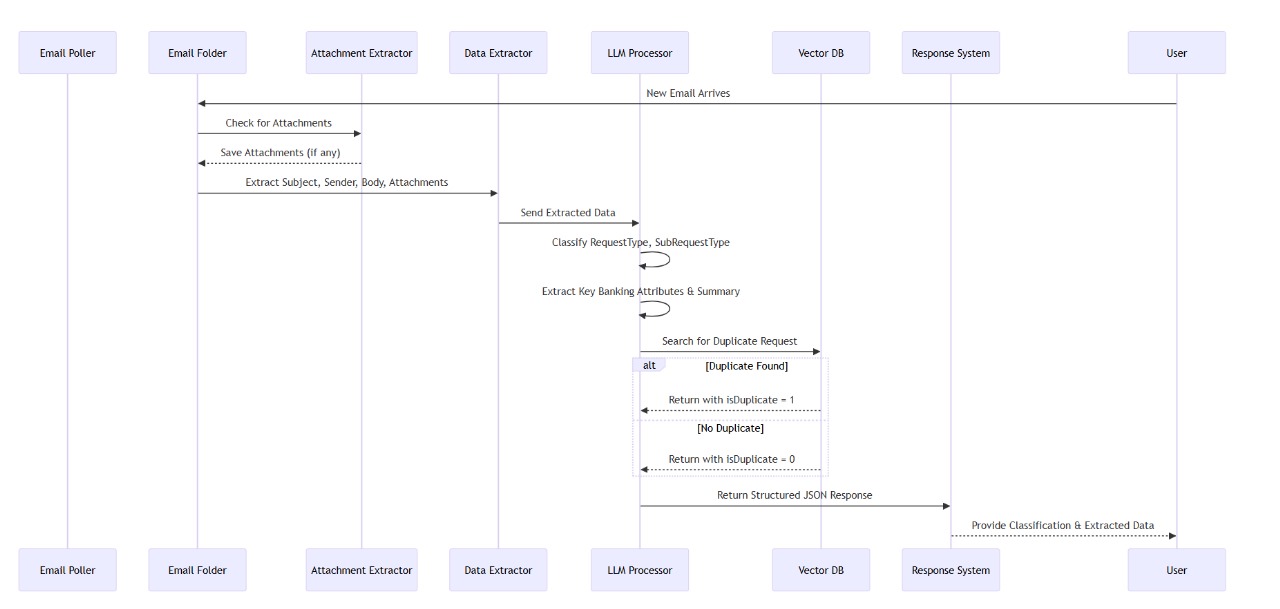 Email Poller
Email Folder
Attachment Extractor
Data Extractor
LLM Processor
Vector DB
Response System
User
New Email Arrives
Check for Attachments
Save Attachments (if any)
Extract Subject, Sender, Body, Attachments
Send Extracted Data
Classify RequestType, SubRequestType
Extract Key Banking Attributes & Summary
Search for Duplicate Request
alt
[Duplicate Found]
Return with isDuplicate = 1
[No Duplicate]
Return with isDuplicate = 0
Return Structured JSON Response
Provide Classification & Extracted Data
Email Poller
Email Folder
Attachment Extractor
Data Extractor
LLM Processor
Vector DB
Response System
User